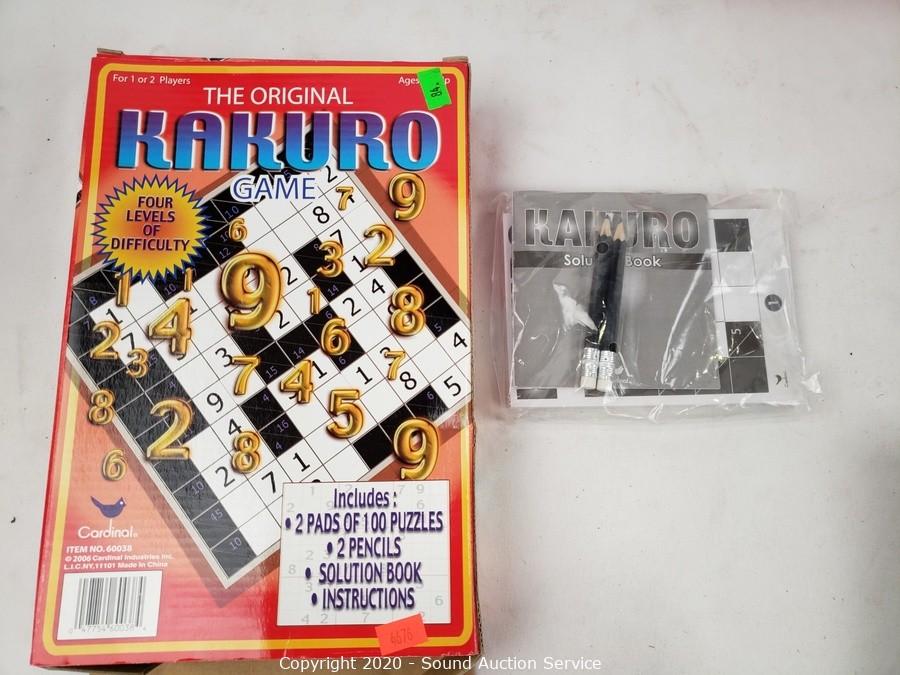 For 1 or 2 Players
Ages
84.
THE ORIGINAL
KAKURO
GAME
FOUR
LEVELS
OF
DIFFICULTY
Includes :
• 2 PADS OF 100 PUZZLES
• 2 PENCILS
• SOLUTION BOOK
• INSTRUCTIONS
Cardinal®
ITEM NO. 60038
© 2006 Cardinal Industries Inc.
L.I.C.NY,11101 Made In China
6676
KAKURO
Book
Copyright 2020 - Sound Auction Service